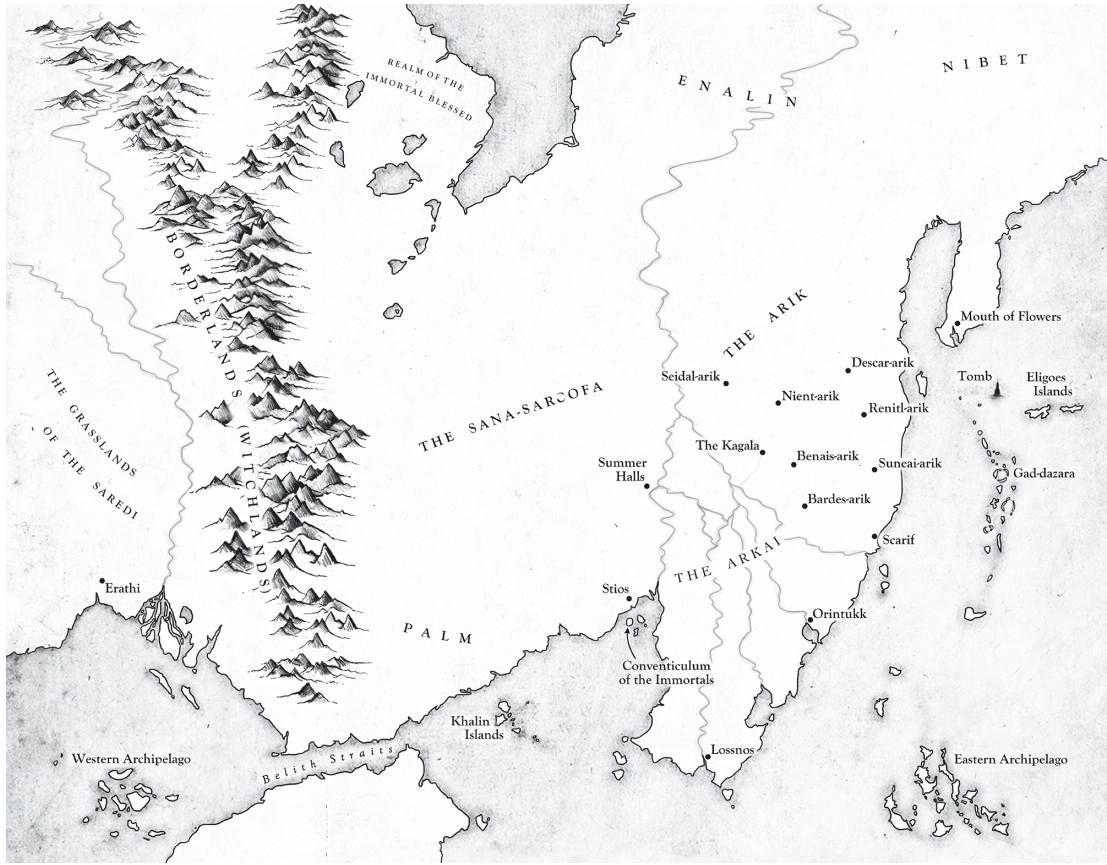 REALM OF THE
IMMORTAL BLESSED
ENALIN
NIBET
BORDERLANDS (WITCHLANDS)
THE GRASSLANDS
OF THE SAREDI
THE SANA-SARCOFA
THE ARIK
Mouth of Flowers
Descar-arik
Seidal-arik
Tomb
Eligoes
Islands
Nient-arik
Renitl-arik
The Kagala
Benais-arik
Suneai-arik
Summer
Halls
Gad-dazara
Bardes-arik
Scarif
THE ARKAI
Erathi
Stios
Orintukk
PALM
Conventiculum
of the Immortals
Khalin
Islands
Belith Straits
Western Archipelago
Lossnos
Eastern Archipelago